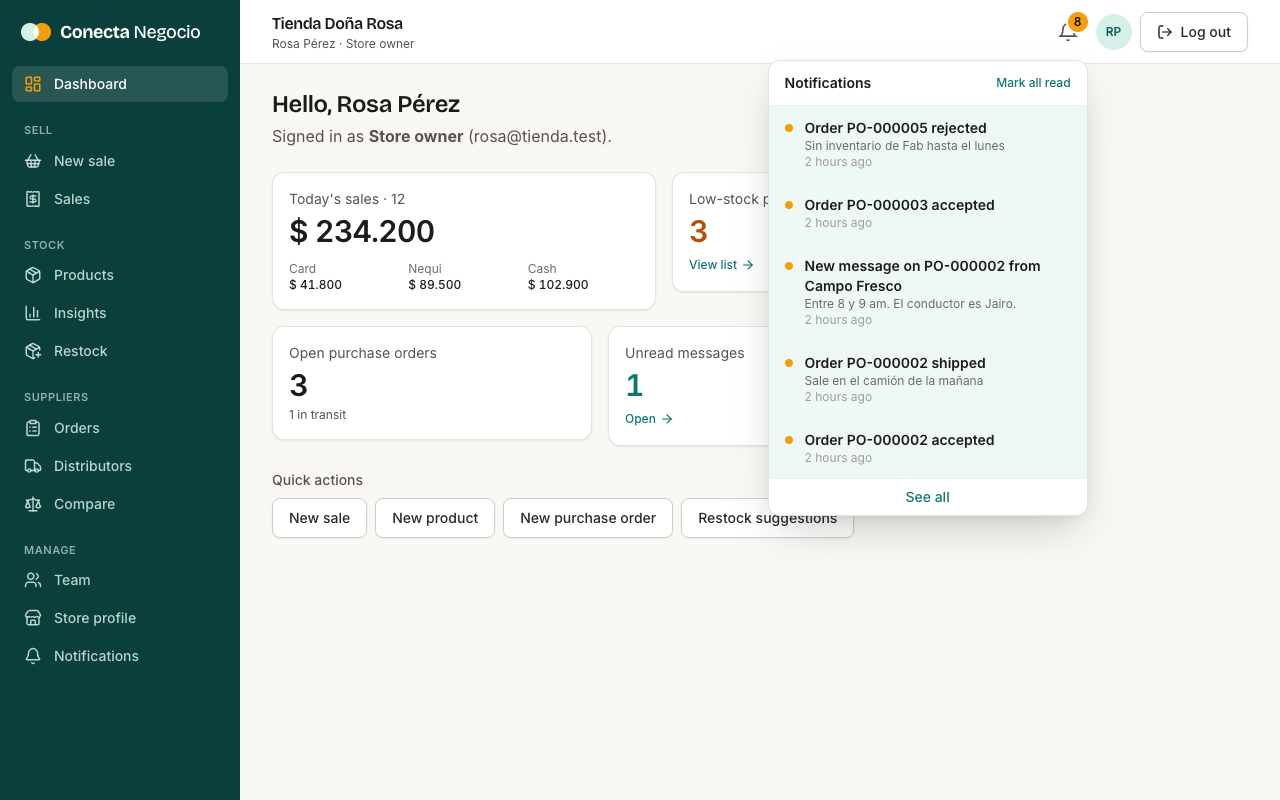 Conecta Negocio
Dashboard
SELL
New sale
Sales
STOCK
Products
Insights
Restock
SUPPLIERS
Orders
Distributors
Compare
MANAGE
Team
Store profile
Notifications
Tienda Doña Rosa
Rosa Pérez · Store owner
8
RP
Log out
Hello, Rosa Pérez
Signed in as Store owner (rosa@tienda.test).
Today's sales · 12
$ 234.200
Card Nequi Cash
$ 41.800 $ 89.500 $ 102.900
Low-stock
3
View list →
Open purchase orders
3
1 in transit
Unread messages
1
Open →
Quick actions
New sale
New product
New purchase order
Restock suggestions
Notifications
Mark all read
Order PO-000005 rejected
Sin inventario de Fab hasta el lunes
2 hours ago
Order PO-000003 accepted
2 hours ago
New message on PO-000002 from
Campo Fresco
Entre 8 y 9 am. El conductor es Jairo.
2 hours ago
Order PO-000002 shipped
Sale en el camión de la mañana
2 hours ago
Order PO-000002 accepted
2 hours ago
See all